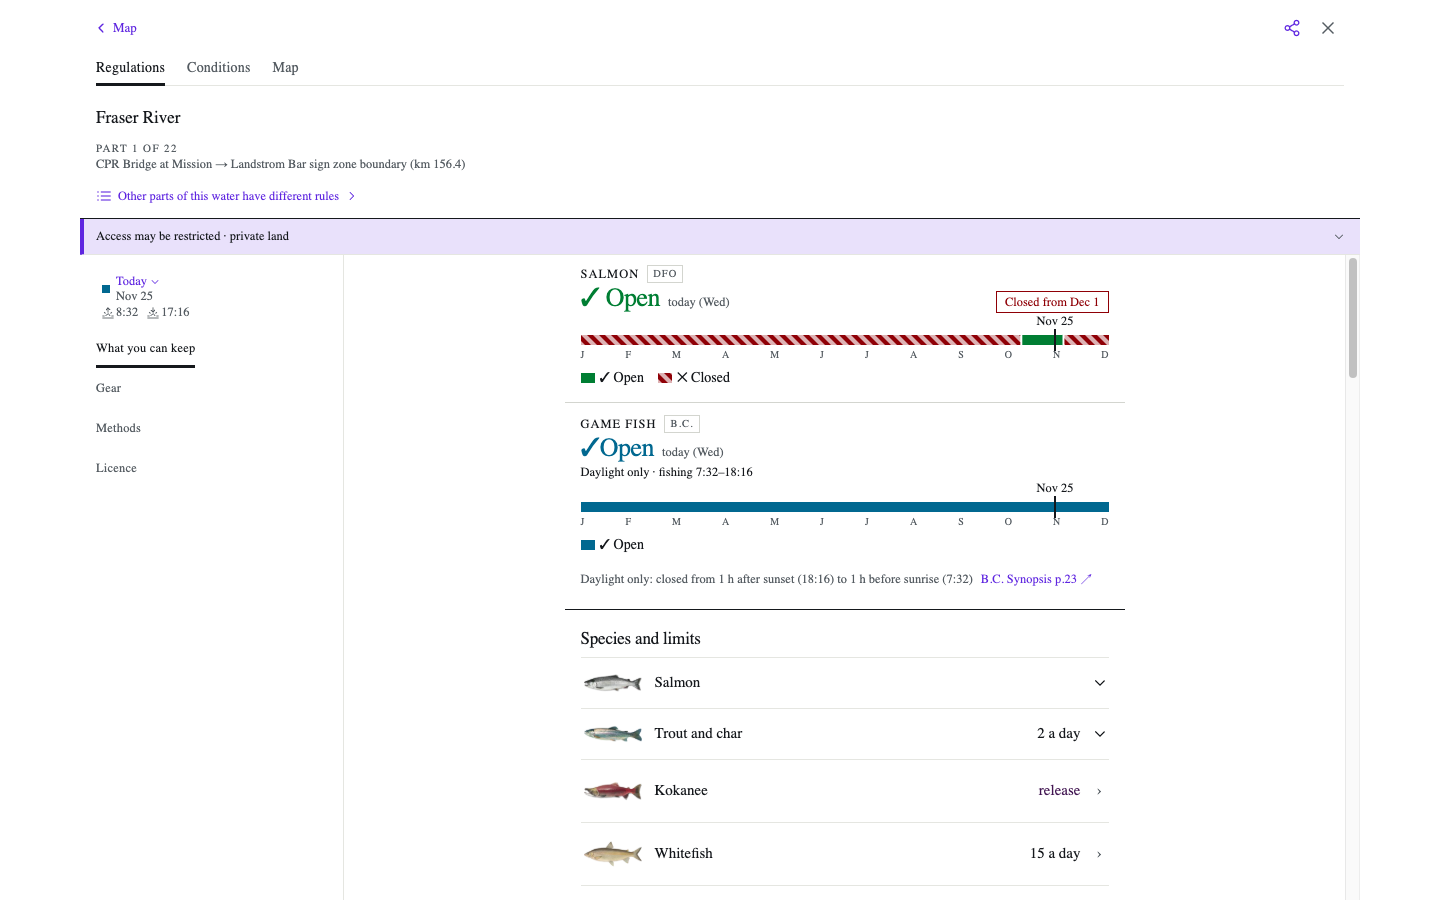 Map
Regulations Conditions Map
Fraser River
PART 1 OF 22
CPR Bridge at Mission → Landstrom Bar sign zone boundary (km 156.4)
Other parts of this water have different rules
Access may be restricted · private land
Today
Nov 25
8:32 17:16
What you can keep
Gear
Methods
Licence
SALMON DFO
✓ Open today (Wed)
Closed from Dec 1
Nov 25
J F M A M J J A S O N D
✓ Open ✕ Closed
GAME FISH B.C.
✓ Open today (Wed)
Daylight only · fishing 7:32–18:16
Nov 25
J F M A M J J A S O N D
✓ Open
Daylight only: closed from 1 h after sunset (18:16) to 1 h before sunrise (7:32) B.C. Synopsis p.23 ↗
Species and limits
Salmon
Trout and char 2 a day
Kokanee release ›
Whitefish 15 a day ›